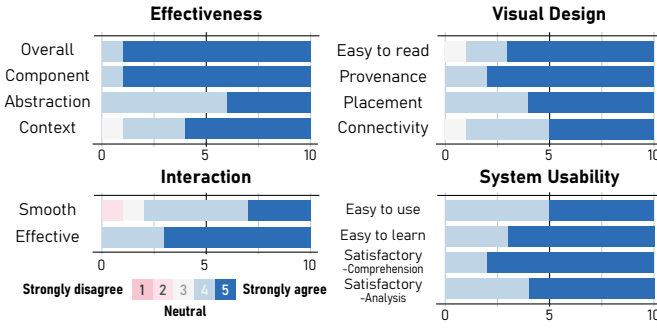 Effectiveness
Overall
Component
Abstraction
Context
0 5 10
Visual Design
Easy to read
Provenance
Placement
Connectivity
0 5 10
Interaction
Smooth
Effective
0 5 10
Strongly disagree 1 2 3 4 5 Strongly agree
Neutral
System Usability
Easy to use
Easy to learn
Satisfactory
-Comprehension
Satisfactory
-Analysis
0 5 10